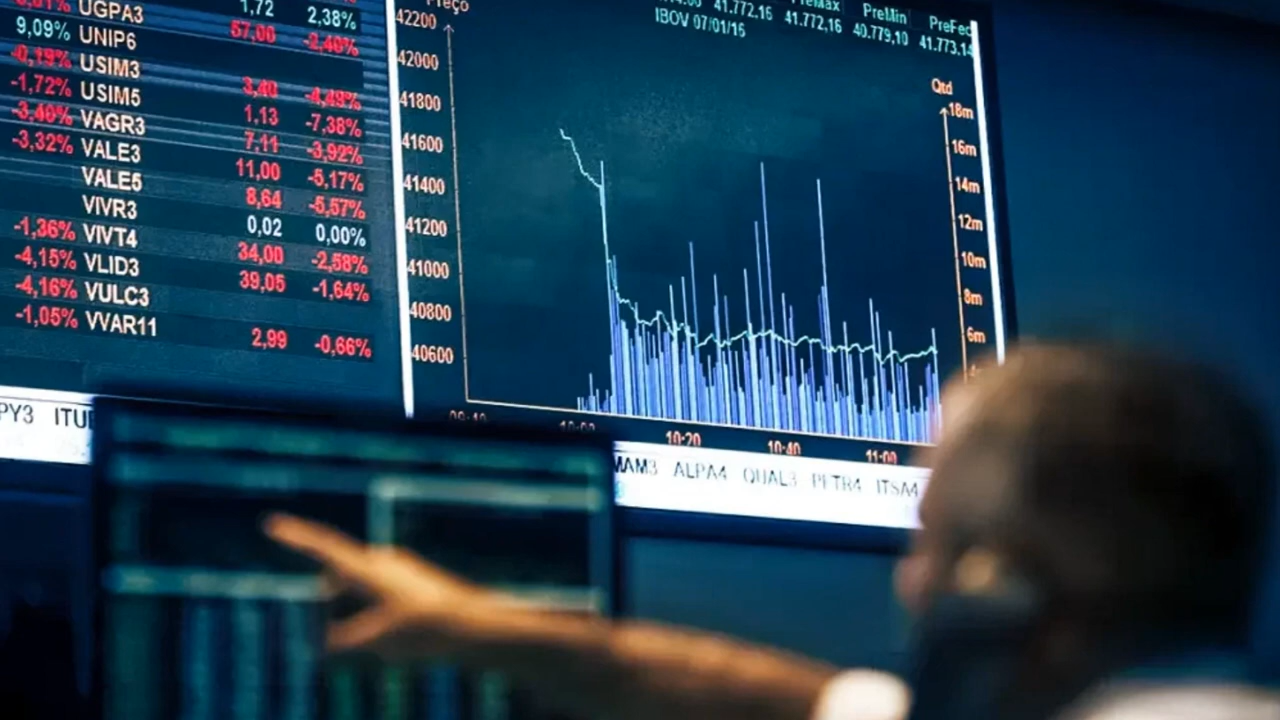 1,72 2,38%
UGPA3 57,00 -2,40%
9,09% UNIP6
-0,19% USIM3 3,40 -4,49%
-1,72% USIM5 1,13 -7,38%
-3,40% VAGR3 7,11 -3,92%
-3,32% VALE3 11,00 -5,17%
VALE5 8,64 -5,57%
VIVR3 0,02 0,00%
-1,36% VIVT4 34,00 -2,58%
-4,15% VLID3 39,05 -1,64%
-4,16% VULC3
-1,05% VVAR11 2,99 -0,66%
PY3 ITUB
Preço
42200
42000
41800
41600
41400
41200
41000
40800
40600
PreMax PreMin PreFec
41.772,16 41.772,16 40.779,10 41.773,14
IBOV 07/01/16
Qtd
18m
16m
14m
12m
10m
8m
6m
10:20 10:40 11:00
MAM3 ALPA4 QUAL3 PETR4 ITSA4